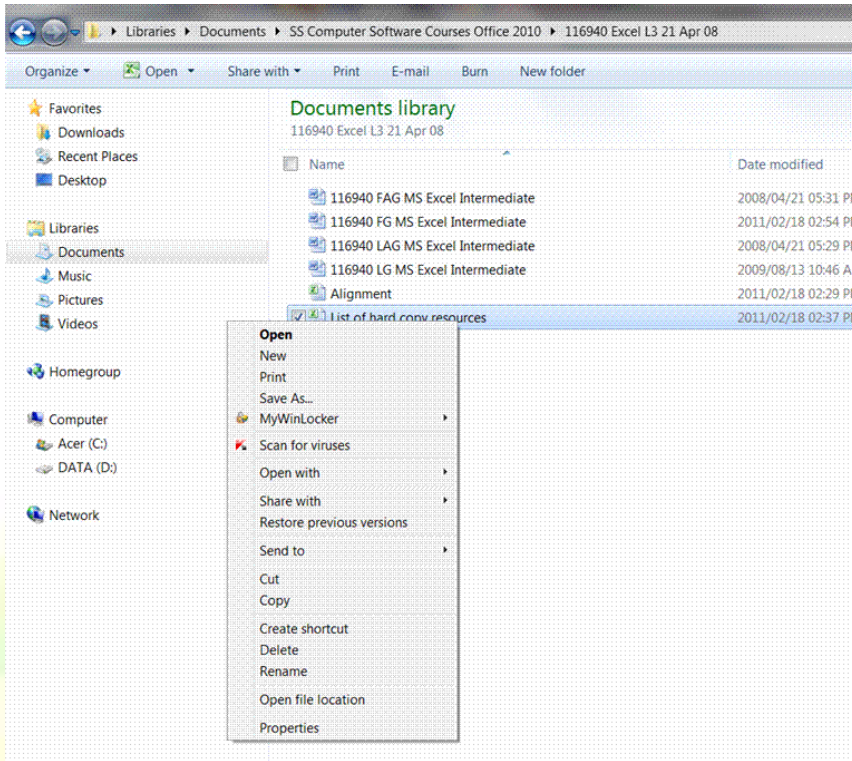 Libraries ▸ Documents ▸ SS Computer Software Courses Office 2010 ▸ 116940 Excel L3 21 Apr 08
Organize Open Share with Print E-mail Burn New folder
Favorites
Downloads
Recent Places
Desktop
Libraries
Documents
Music
Pictures
Videos
Homegroup
Computer
Acer (C:)
DATA (D:)
Network
Documents library
116940 Excel L3 21 Apr 08
Name Date modified
116940 FAG MS Excel Intermediate 2008/04/21 05:31 P
116940 FG MS Excel Intermediate 2011/02/18 02:54 P
116940 LAG MS Excel Intermediate 2008/04/21 05:29 P
116940 LG MS Excel Intermediate 2009/08/13 10:46 A
Alignment 2011/02/18 02:29 P
List of hard copy resources 2011/02/18 02:37 P
Open
New
Print
Save As...
MyWinLocker
Scan for viruses
Open with
Share with
Restore previous versions
Send to
Cut
Copy
Create shortcut
Delete
Rename
Open file location
Properties